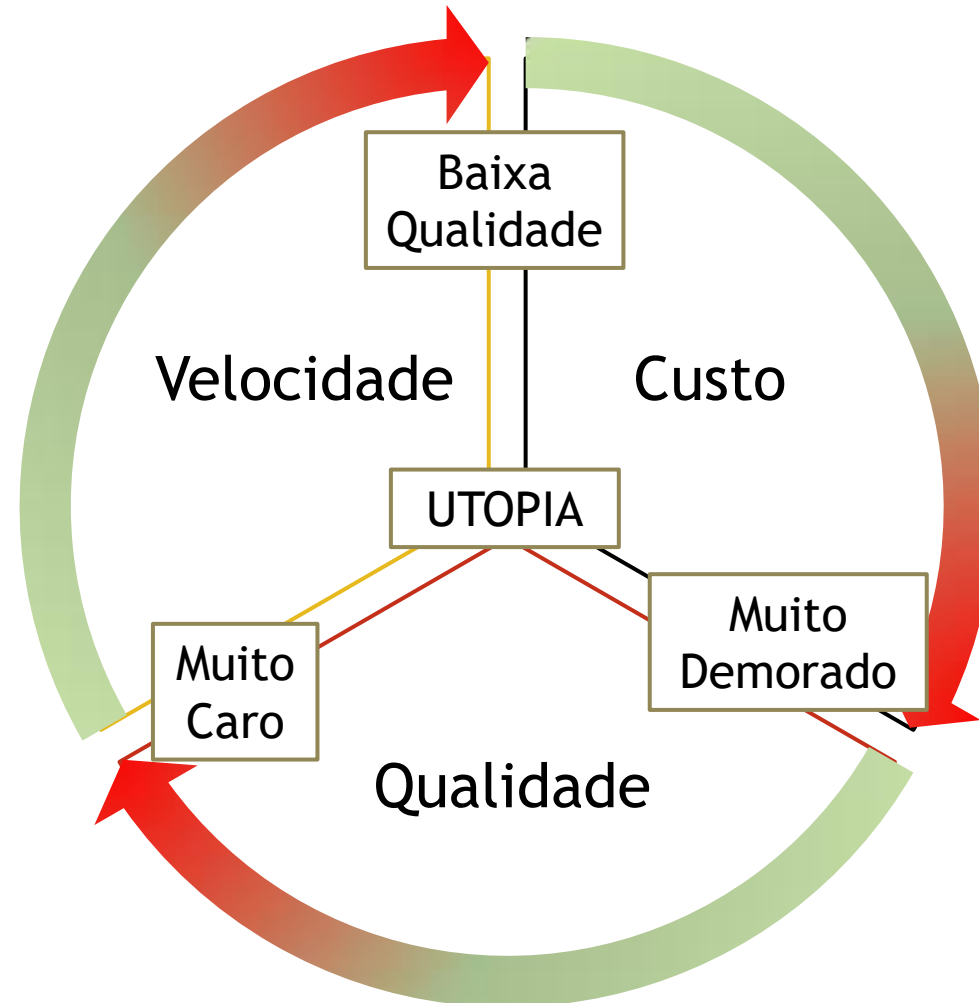 Baixa
Qualidade
Velocidade
Custo
UTOPIA
Muito
Caro
Muito
Demorado
Qualidade